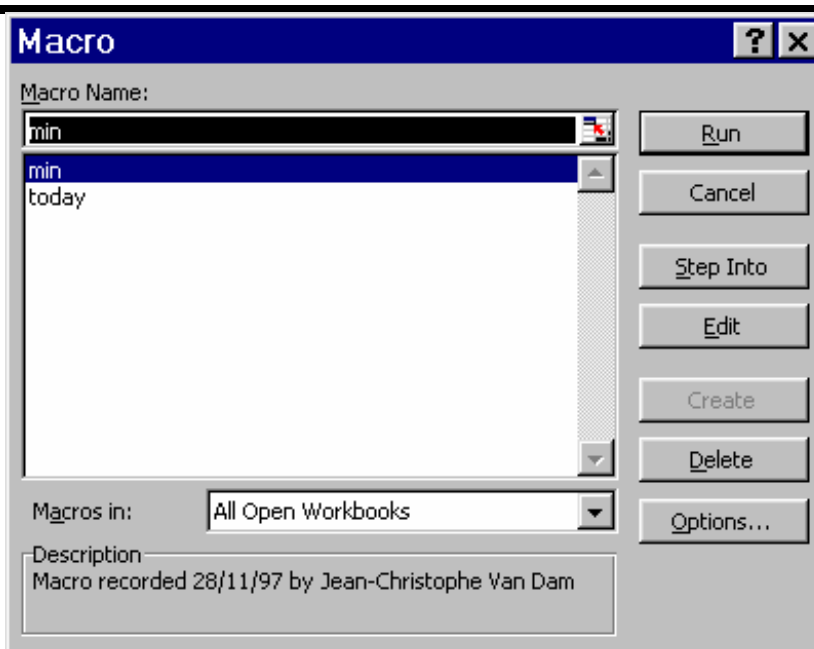 Macro
?
Macro Name:
min
Run
min
today
Cancel
Step Into
Edit
Create
Delete
Macros in:
All Open Workbooks
Options...
Description
Macro recorded 28/11/97 by Jean-Christophe Van Dam